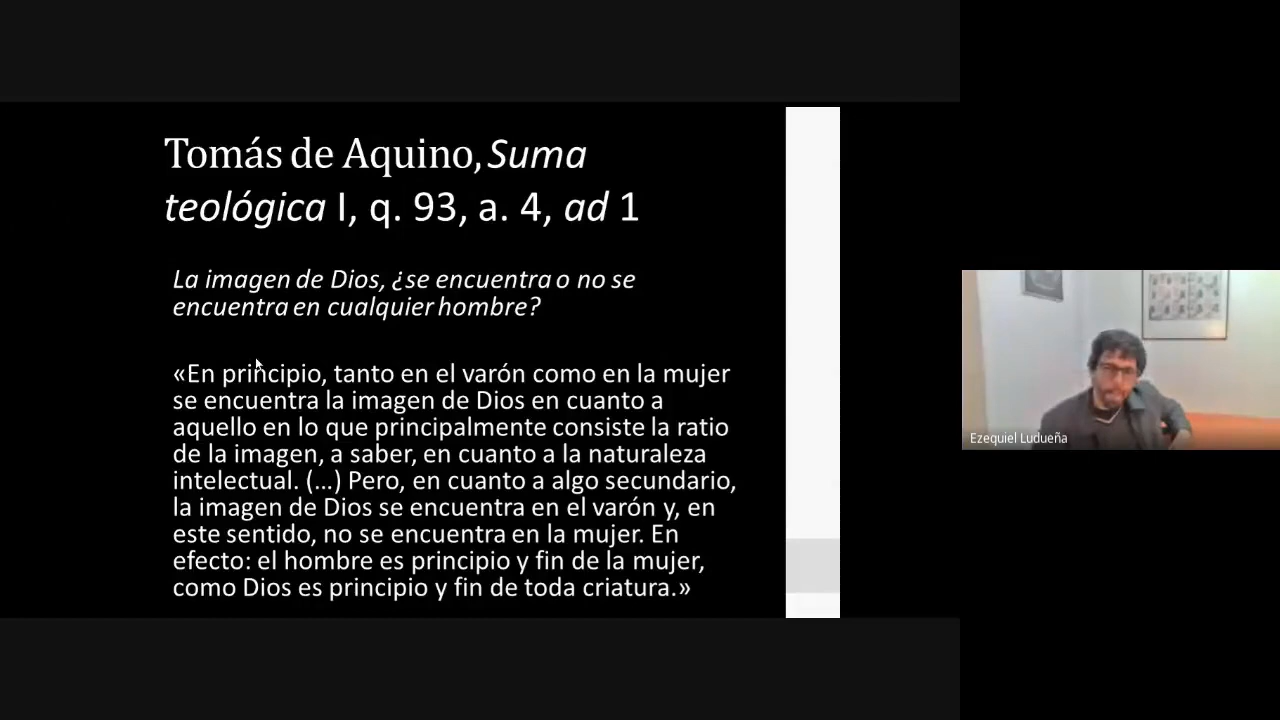 Tomás de Aquino, Suma
teológica I, q. 93, a. 4, ad 1
La imagen de Dios, ¿se encuentra o no se
encuentra en cualquier hombre?
«En principio, tanto en el varón como en la mujer
se encuentra la imagen de Dios en cuanto a
aquello en lo que principalmente consiste la ratio
de la imagen, a saber, en cuanto a la naturaleza
intelectual. (...) Pero, en cuanto a algo secundario,
la imagen de Dios se encuentra en el varón y, en
este sentido, no se encuentra en la mujer. En
efecto: el hombre es principio y fin de la mujer,
como Dios es principio y fin de toda criatura.»
Ezequiel Ludueña